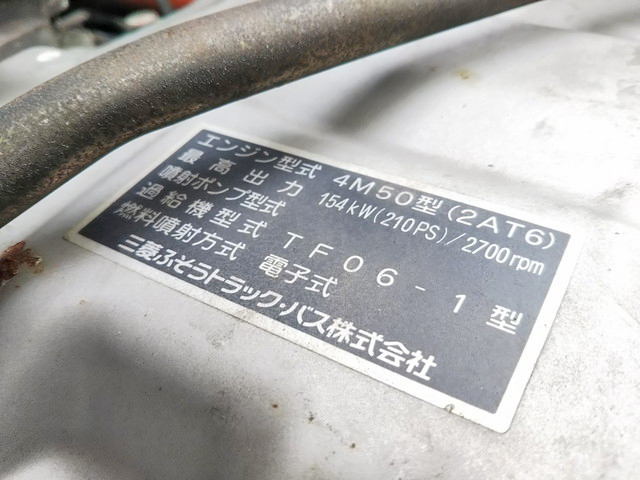 エンジン型式 4M50型(2AT6)
最高出力 154kW(210PS)/2700rpm
噴射ポンプ型式
過給機型式 TF06-1型
燃料噴射方式 電子式
三菱ふそうトラック・バス株式会社